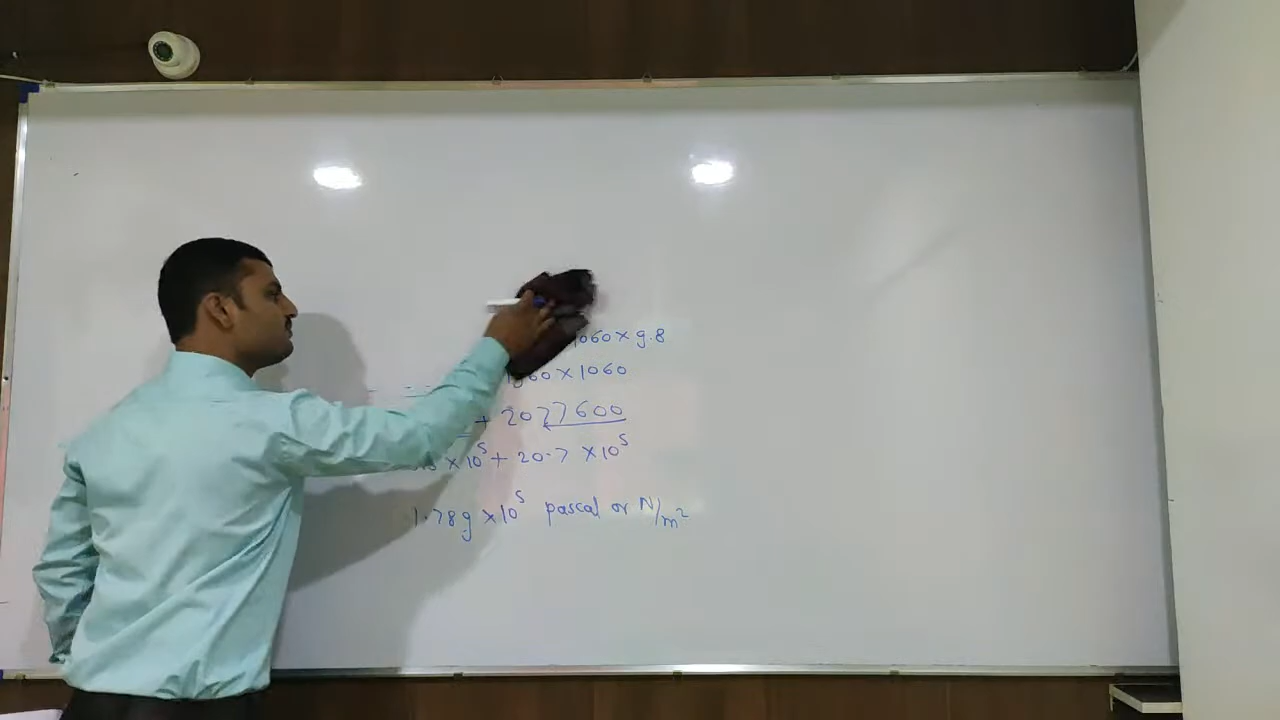 1060 × 9.8
1060 × 1060
+ 2077600
× 10⁵ + 20.7 × 10⁵
1.789 × 10⁵ pascal or N/m²